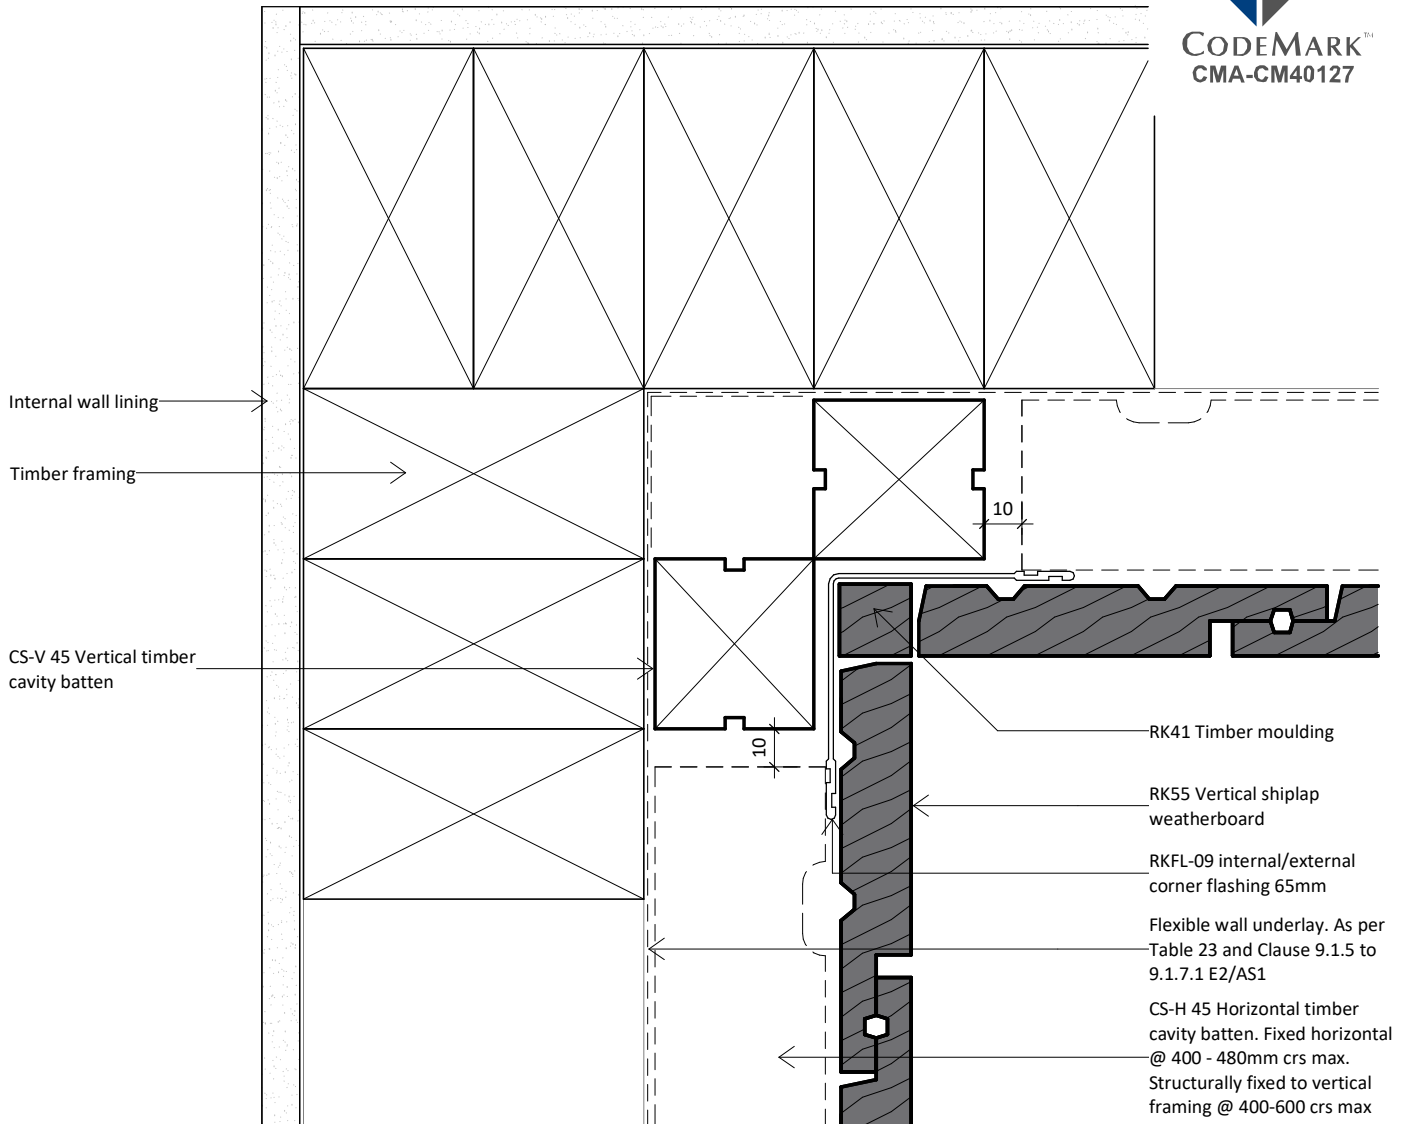 CODEMARK™
CMA-CM40127
Internal wall lining
Timber framing
10
CS-V 45 Vertical timber
cavity batten
10
RK41 Timber moulding
RK55 Vertical shiplap
weatherboard
RKFL-09 internal/external
corner flashing 65mm
Flexible wall underlay. As per
Table 23 and Clause 9.1.5 to
9.1.7.1 E2/AS1
CS-H 45 Horizontal timber
cavity batten. Fixed horizontal
@ 400 - 480mm crs max.
Structurally fixed to vertical
framing @ 400-600 crs max